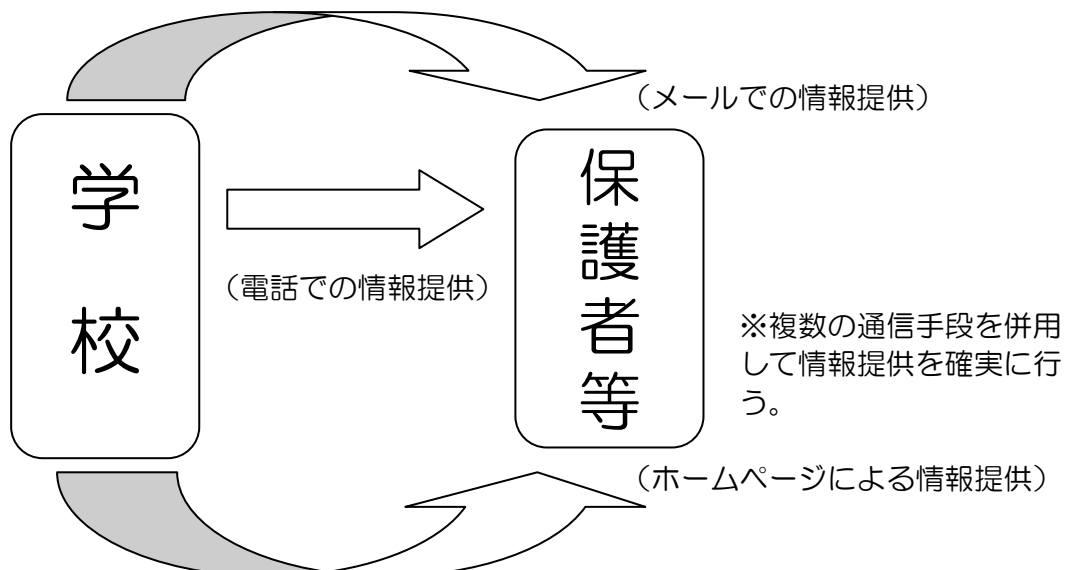 （メールでの情報提供）
学校
保護者等
（電話での情報提供）
※複数の通信手段を併用
して情報提供を確実に行
う。
（ホームページによる情報提供）